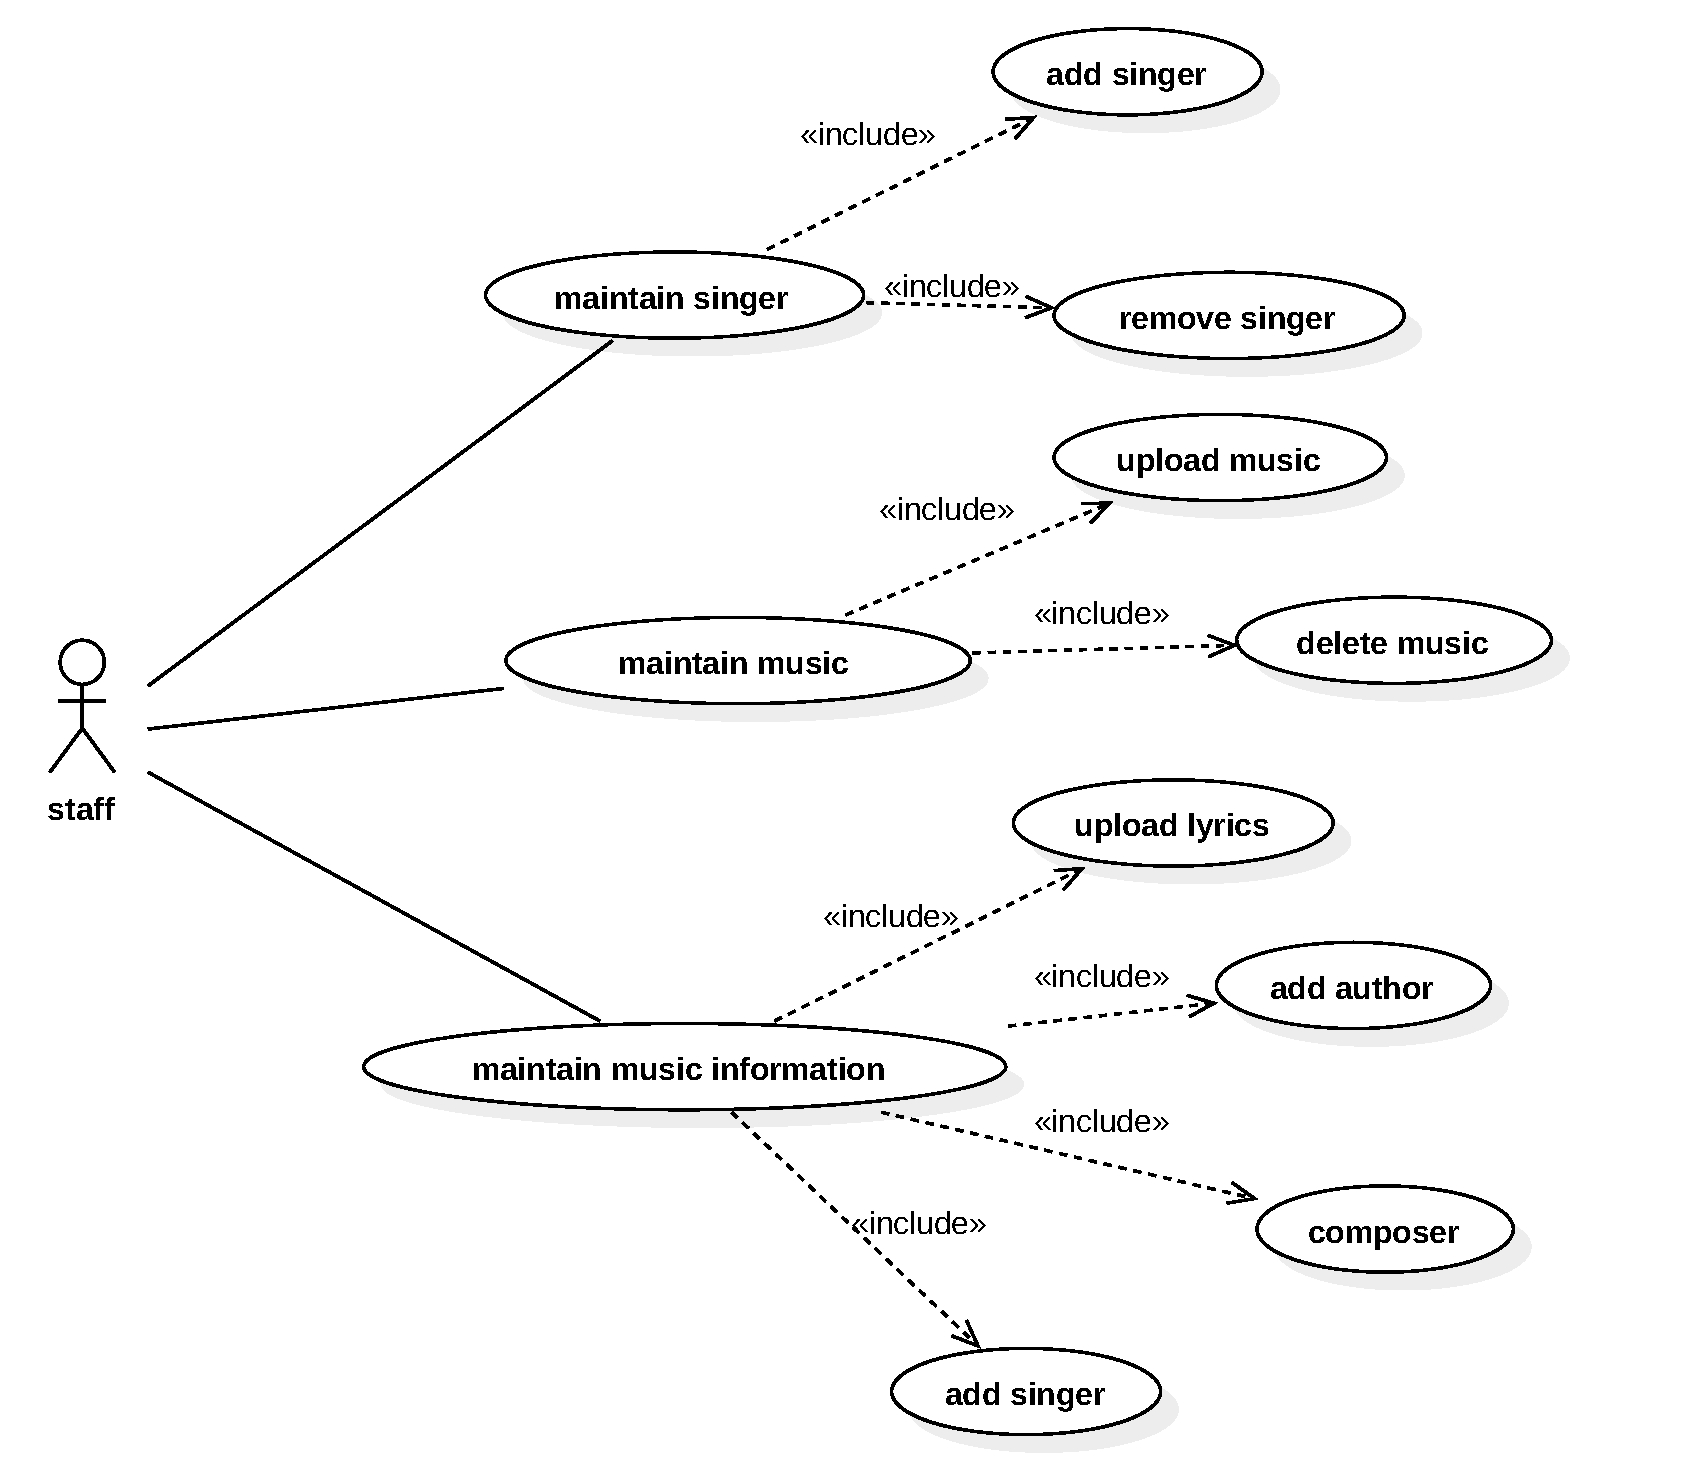 add singer
«include»
maintain singer
«include»
remove singer
upload music
«include»
maintain music
«include»
delete music
staff
upload lyrics
«include»
«include»
add author
maintain music information
«include»
composer
«include»
add singer